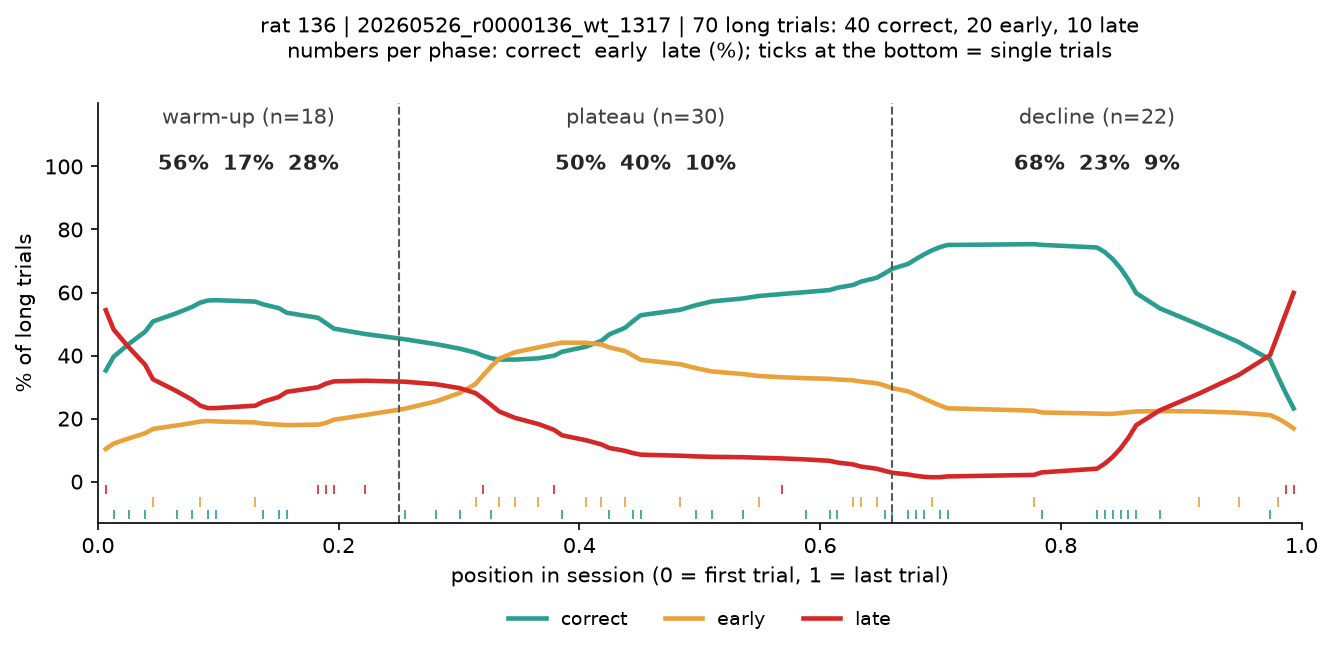 rat 136 | 20260526_r0000136_wt_1317 | 70 long trials: 40 correct, 20 early, 10 late
numbers per phase: correct  early  late (%); ticks at the bottom = single trials
warm-up (n=18)
plateau (n=30)
decline (n=22)
56%  17%  28%
50%  40%  10%
68%  23%  9%
100
80
60
40
20
0
% of long trials
0.0
0.2
0.4
0.6
0.8
1.0
position in session (0 = first trial, 1 = last trial)
correct
early
late